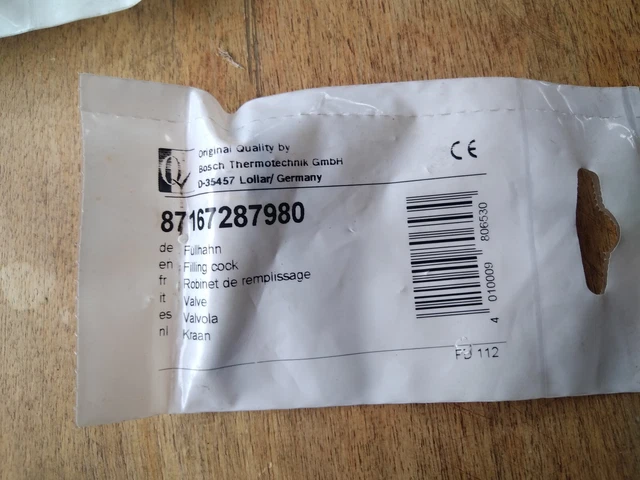 Original Quality by
Bosch Thermotechnik GmbH
D-35457 Lollar/ Germany
CE
87167287980
de Füllhahn
en Filling cock
fr Robinet de remplissage
it Valve
es Valvola
nl Kraan
4 010009 806530
FD 112